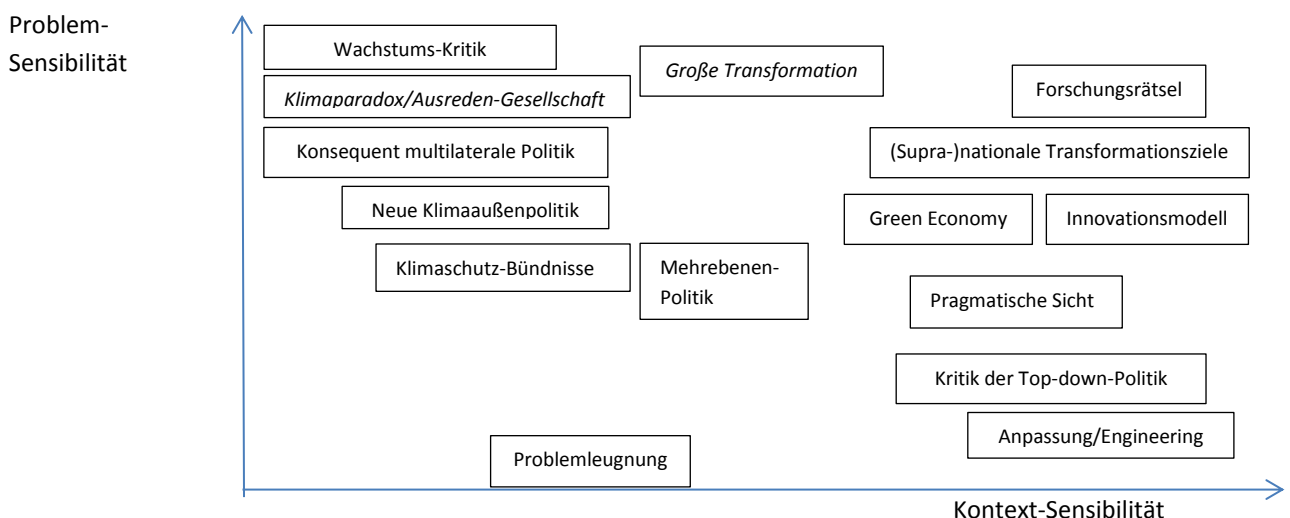 Problem-
Sensibilität
Wachstums-Kritik
Große Transformation
Klimaparadox/Ausreden-Gesellschaft
Forschungsrätsel
Konsequent multilaterale Politik
(Supra-)nationale Transformationsziele
Neue Klimaaußenpolitik
Green Economy
Innovationsmodell
Klimaschutz-Bündnisse
Mehrebenen-
Politik
Pragmatische Sicht
Kritik der Top-down-Politik
Anpassung/Engineering
Problemleugnung
Kontext-Sensibilität